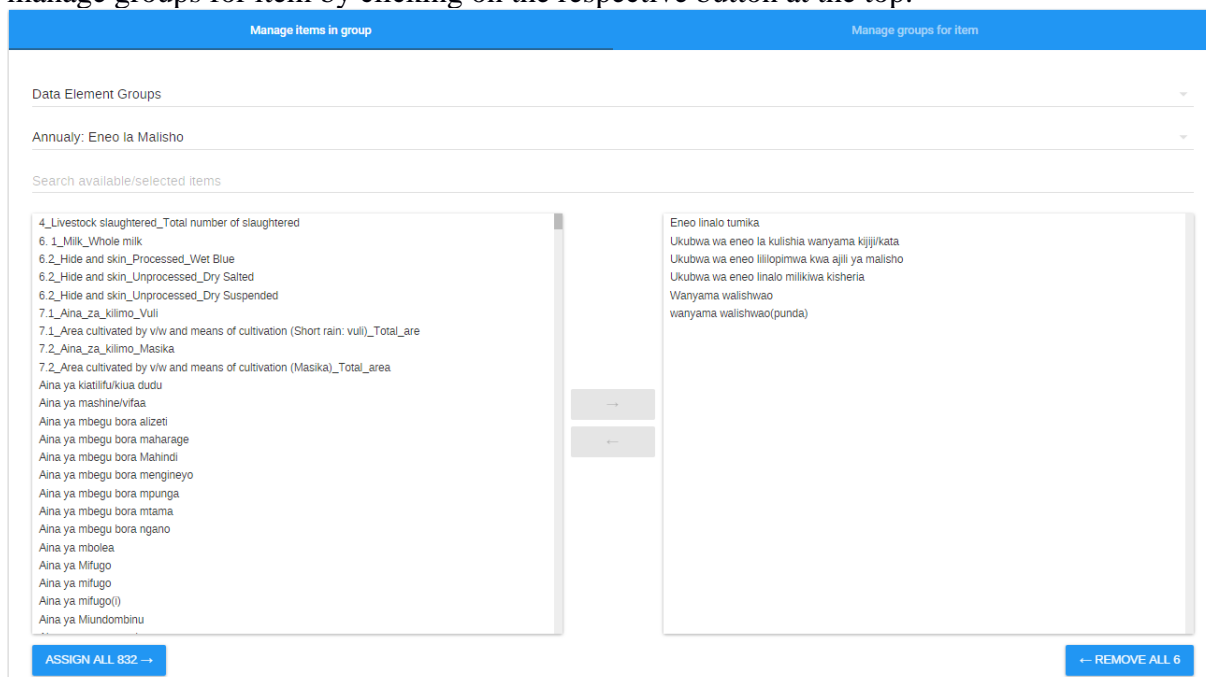 manage groups for item by clicking on the respective button at the top.
Manage items in group
Manage groups for item
Data Element Groups
Annualy: Eneo la Malisho
Search available/selected items
4_Livestock slaughtered_Total number of slaughtered
6. 1_Milk_Whole milk
6.2_Hide and skin_Processed_Wet Blue
6.2_Hide and skin_Unprocessed_Dry Salted
6.2_Hide and skin_Unprocessed_Dry Suspended
7.1_Aina_za_kilimo_Vuli
7.1_Area cultivated by v/w and means of cultivation (Short rain: vuli)_Total_are
7.2_Aina_za_kilimo_Masika
7.2_Area cultivated by v/w and means of cultivation (Masika)_Total_area
Aina ya kiatilifu/kiua dudu
Aina ya mashine/vifaa
Aina ya mbegu bora alizeti
Aina ya mbegu bora maharage
Aina ya mbegu bora Mahindi
Aina ya mbegu bora mengineyo
Aina ya mbegu bora mpunga
Aina ya mbegu bora mtama
Aina ya mbegu bora ngano
Aina ya mbolea
Aina ya Mifugo
Aina ya mifugo
Aina ya mifugo(i)
Aina ya Miundombinu
→
←
Eneo linalo tumika
Ukubwa wa eneo la kulishia wanyama kijiji/kata
Ukubwa wa eneo lililopimwa kwa ajili ya malisho
Ukubwa wa eneo linalo milikiwa kisheria
Wanyama walishwao
wanyama walishwao(punda)
ASSIGN ALL 832 →
← REMOVE ALL 6